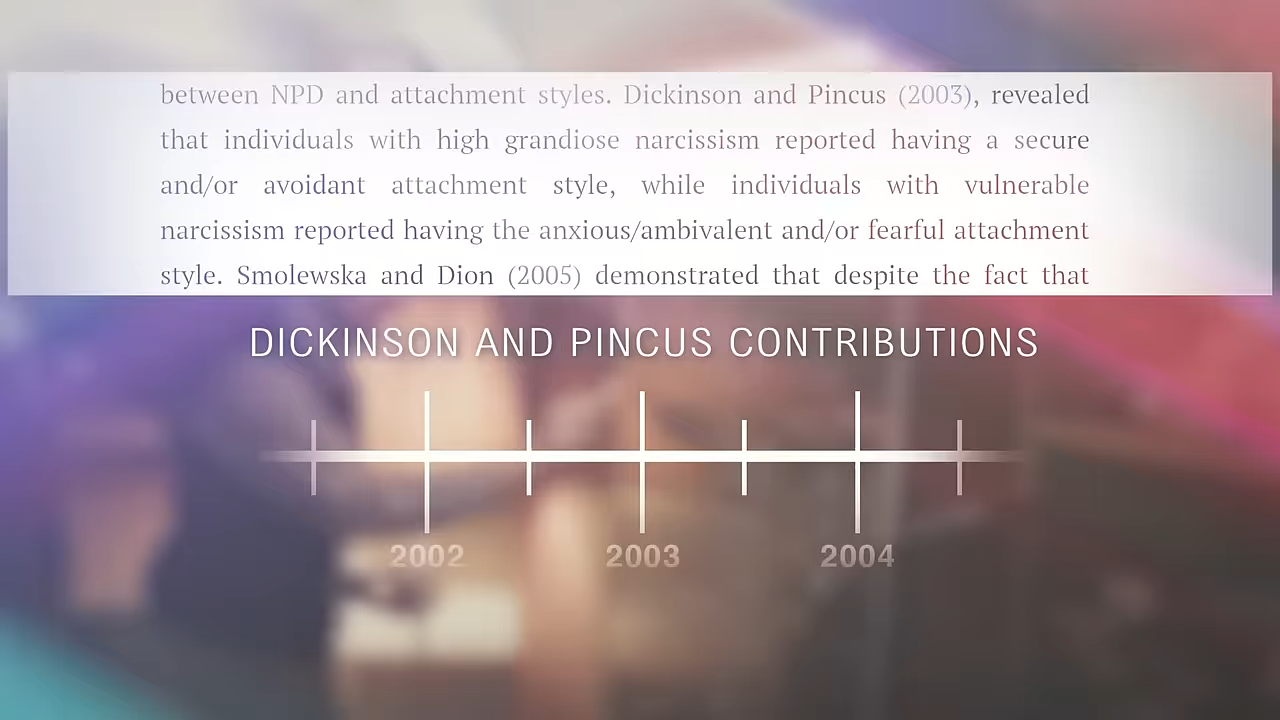 between NPD and attachment styles. Dickinson and Pincus (2003), revealed
that individuals with high grandiose narcissism reported having a secure
and/or avoidant attachment style, while individuals with vulnerable
narcissism reported having the anxious/ambivalent and/or fearful attachment
style. Smolewska and Dion (2005) demonstrated that despite the fact that
DICKINSON AND PINCUS CONTRIBUTIONS
2002 2003 2004